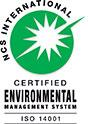 NCS INTERNATIONAL
CERTIFIED
ENVIRONMENTAL
MANAGEMENT SYSTEM
ISO 14001